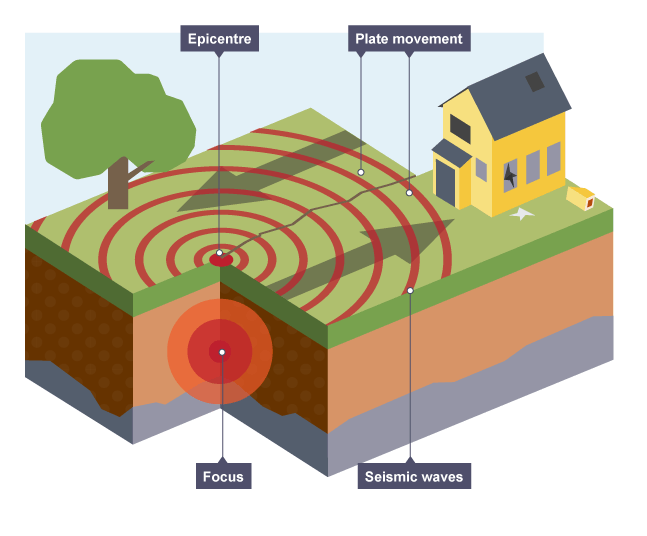 Epicentre
Plate movement
Focus
Seismic waves